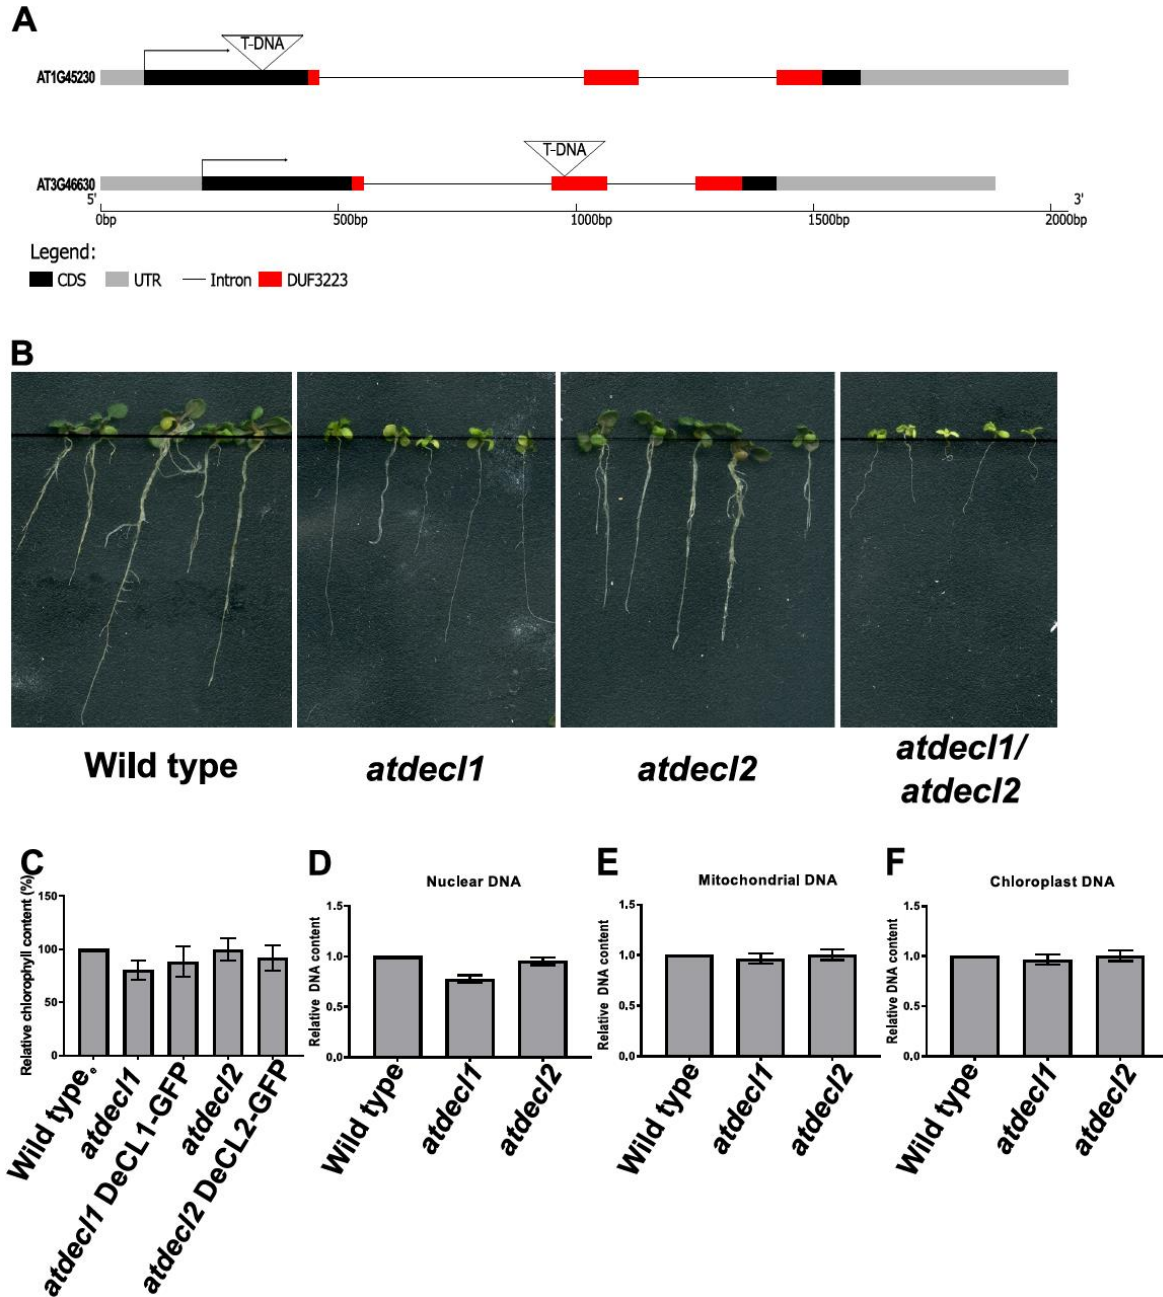 A
T-DNA
AT1G45230
T-DNA
AT3G46630
5'
3'
0bp 500bp 1000bp 1500bp 2000bp
Legend:
CDS UTR Intron DUF3223
B
Wild type atdecl1 atdecl2 atdecl1/
atdecl2
C
Relative chlorophyll content (%)
150
100
50
0
Wild type
atdecl1
atdecl1 DeCL1-GFP
atdecl2
atdecl2 DeCL2-GFP
D
Nuclear DNA
Relative DNA content
1.5
1.0
0.5
0.0
Wild type
atdecl1
atdecl2
E
Mitochondrial DNA
Relative DNA content
1.5
1.0
0.5
0.0
Wild type
atdecl1
atdecl2
F
Chloroplast DNA
Relative DNA content
1.5
1.0
0.5
0.0
Wild type
atdecl1
atdecl2